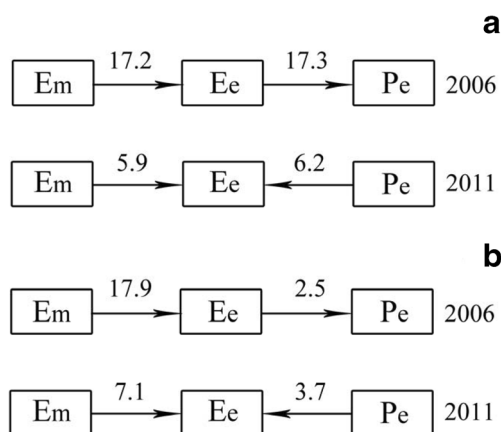 a
17.2 17.3
Em Ee Pe 2006
5.9 6.2
Em Ee Pe 2011
b
17.9 2.5
Em Ee Pe 2006
7.1 3.7
Em Ee Pe 2011